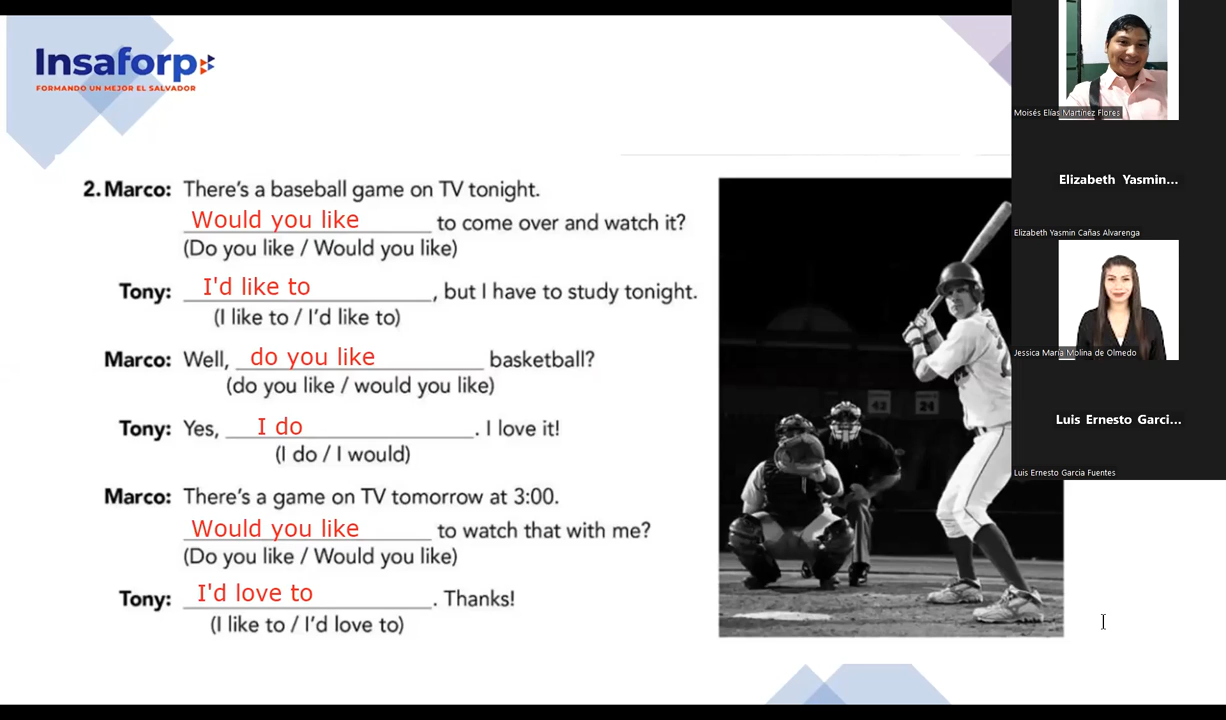 Insaforp
FORMANDO UN MEJOR EL SALVADOR
2. Marco: There's a baseball game on TV tonight.
Would you like to come over and watch it?
(Do you like / Would you like)
Tony: I'd like to, but I have to study tonight.
(I like to / I'd like to)
Marco: Well, do you like basketball?
(do you like / would you like)
Tony: Yes, I do. I love it!
(I do / I would)
Marco: There's a game on TV tomorrow at 3:00.
Would you like to watch that with me?
(Do you like / Would you like)
Tony: I'd love to. Thanks!
(I like to / I'd love to)
42
24
Moisés Elías Martínez Flores
Elizabeth Yasmin...
Elizabeth Yasmin Cañas Alvarenga
Jessica María Molina de Olmedo
Luis Ernesto Garci...
Luis Ernesto Garcia Fuentes